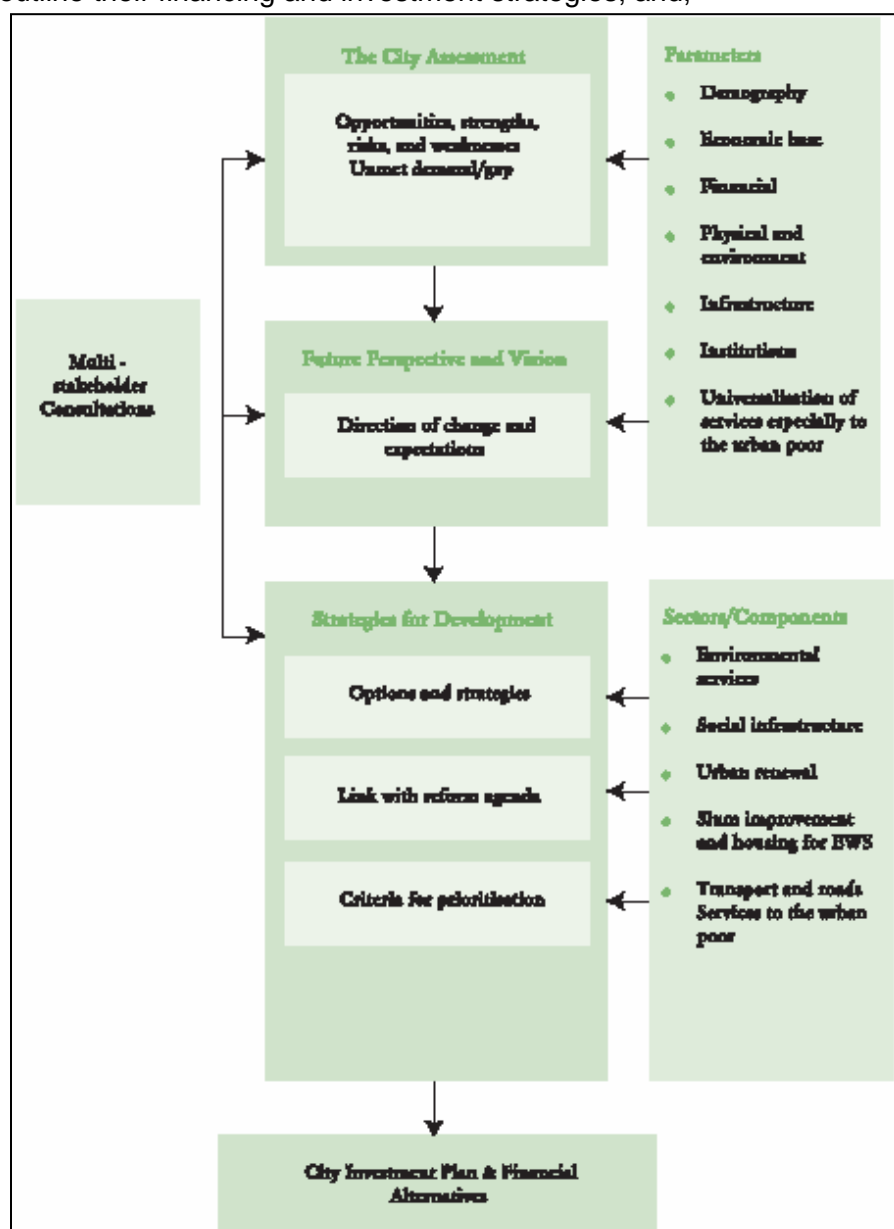 outline their financing and investment strategies; and,
The City Assessment
Opportunities, strengths,
risks, and weaknesses
Unmet demand/gap
Parameters
Demography
Economic base
Financial
Physical and
environment
Infrastructure
Institutions
Universalisation of
services especially to
the urban poor
Multi -
stakeholder
Consultations
Future Perspective and Vision
Direction of change and
expectations
Strategies for Development
Options and strategies
Link with reform agenda
Criteria for prioritisation
Sectors/Components
Environmental
services
Social infrastructure
Urban renewal
Slum improvement
and housing for EWS
Transport and roads
Services to the urban
poor
City Investment Plan & Financial
Alternatives